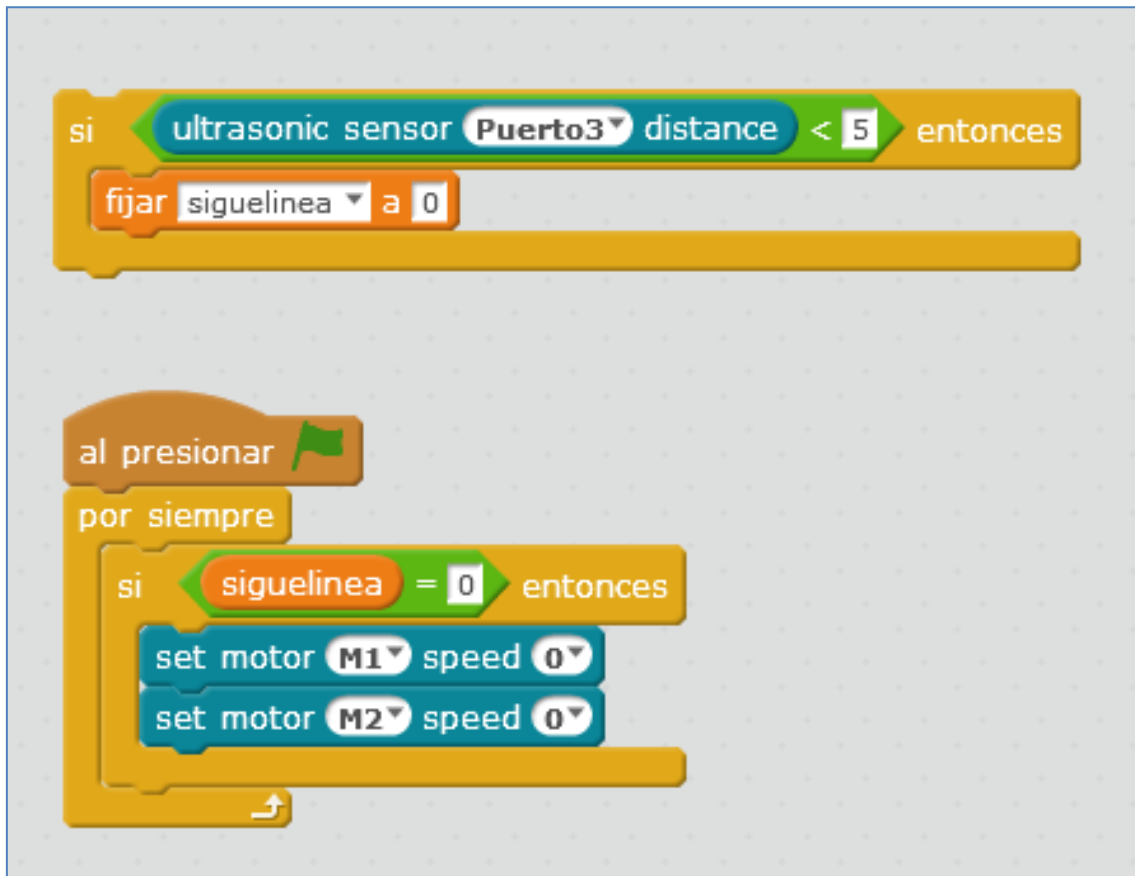 si ultrasonic sensor Puerto3 distance < 5 entonces
fijar siguelinea a 0
al presionar
por siempre
si siguelinea = 0 entonces
set motor M1 speed 0
set motor M2 speed 0